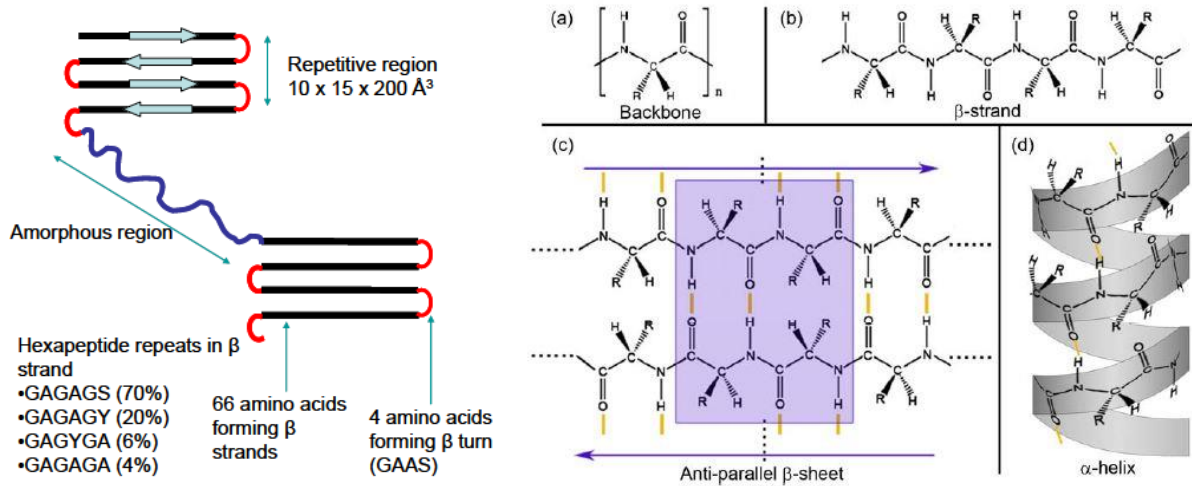 Repetitive region
10 x 15 x 200 Å³
Amorphous region
Hexapeptide repeats in β
strand
•GAGAGS (70%)
•GAGAGY (20%)
•GAGYGA (6%)
•GAGAGA (4%)
66 amino acids
forming β
strands
4 amino acids
forming β turn
(GAAS)
(a)
H
O
N
C
C
R
H
n
Backbone
(b)
H
O
H
R
H
O
H
R
N
C
C
N
C
C
N
C
C
N
C
C
R
H
H
O
R
H
H
O
β-strand
(c)
H
O
H
R
H
O
H
R
N
C
C
N
C
C
N
C
C
N
C
C
R
H
H
O
R
H
H
O
H
R
O
H
H
R
O
H
C
C
N
C
C
N
C
C
N
C
C
N
O
H
R
H
O
H
R
H
Anti-parallel β-sheet
(d)
H
H
R
N
C
C
O
R
H
H
R
N
C
C
O
H
R
H
N
C
C
O
R
H
α-helix